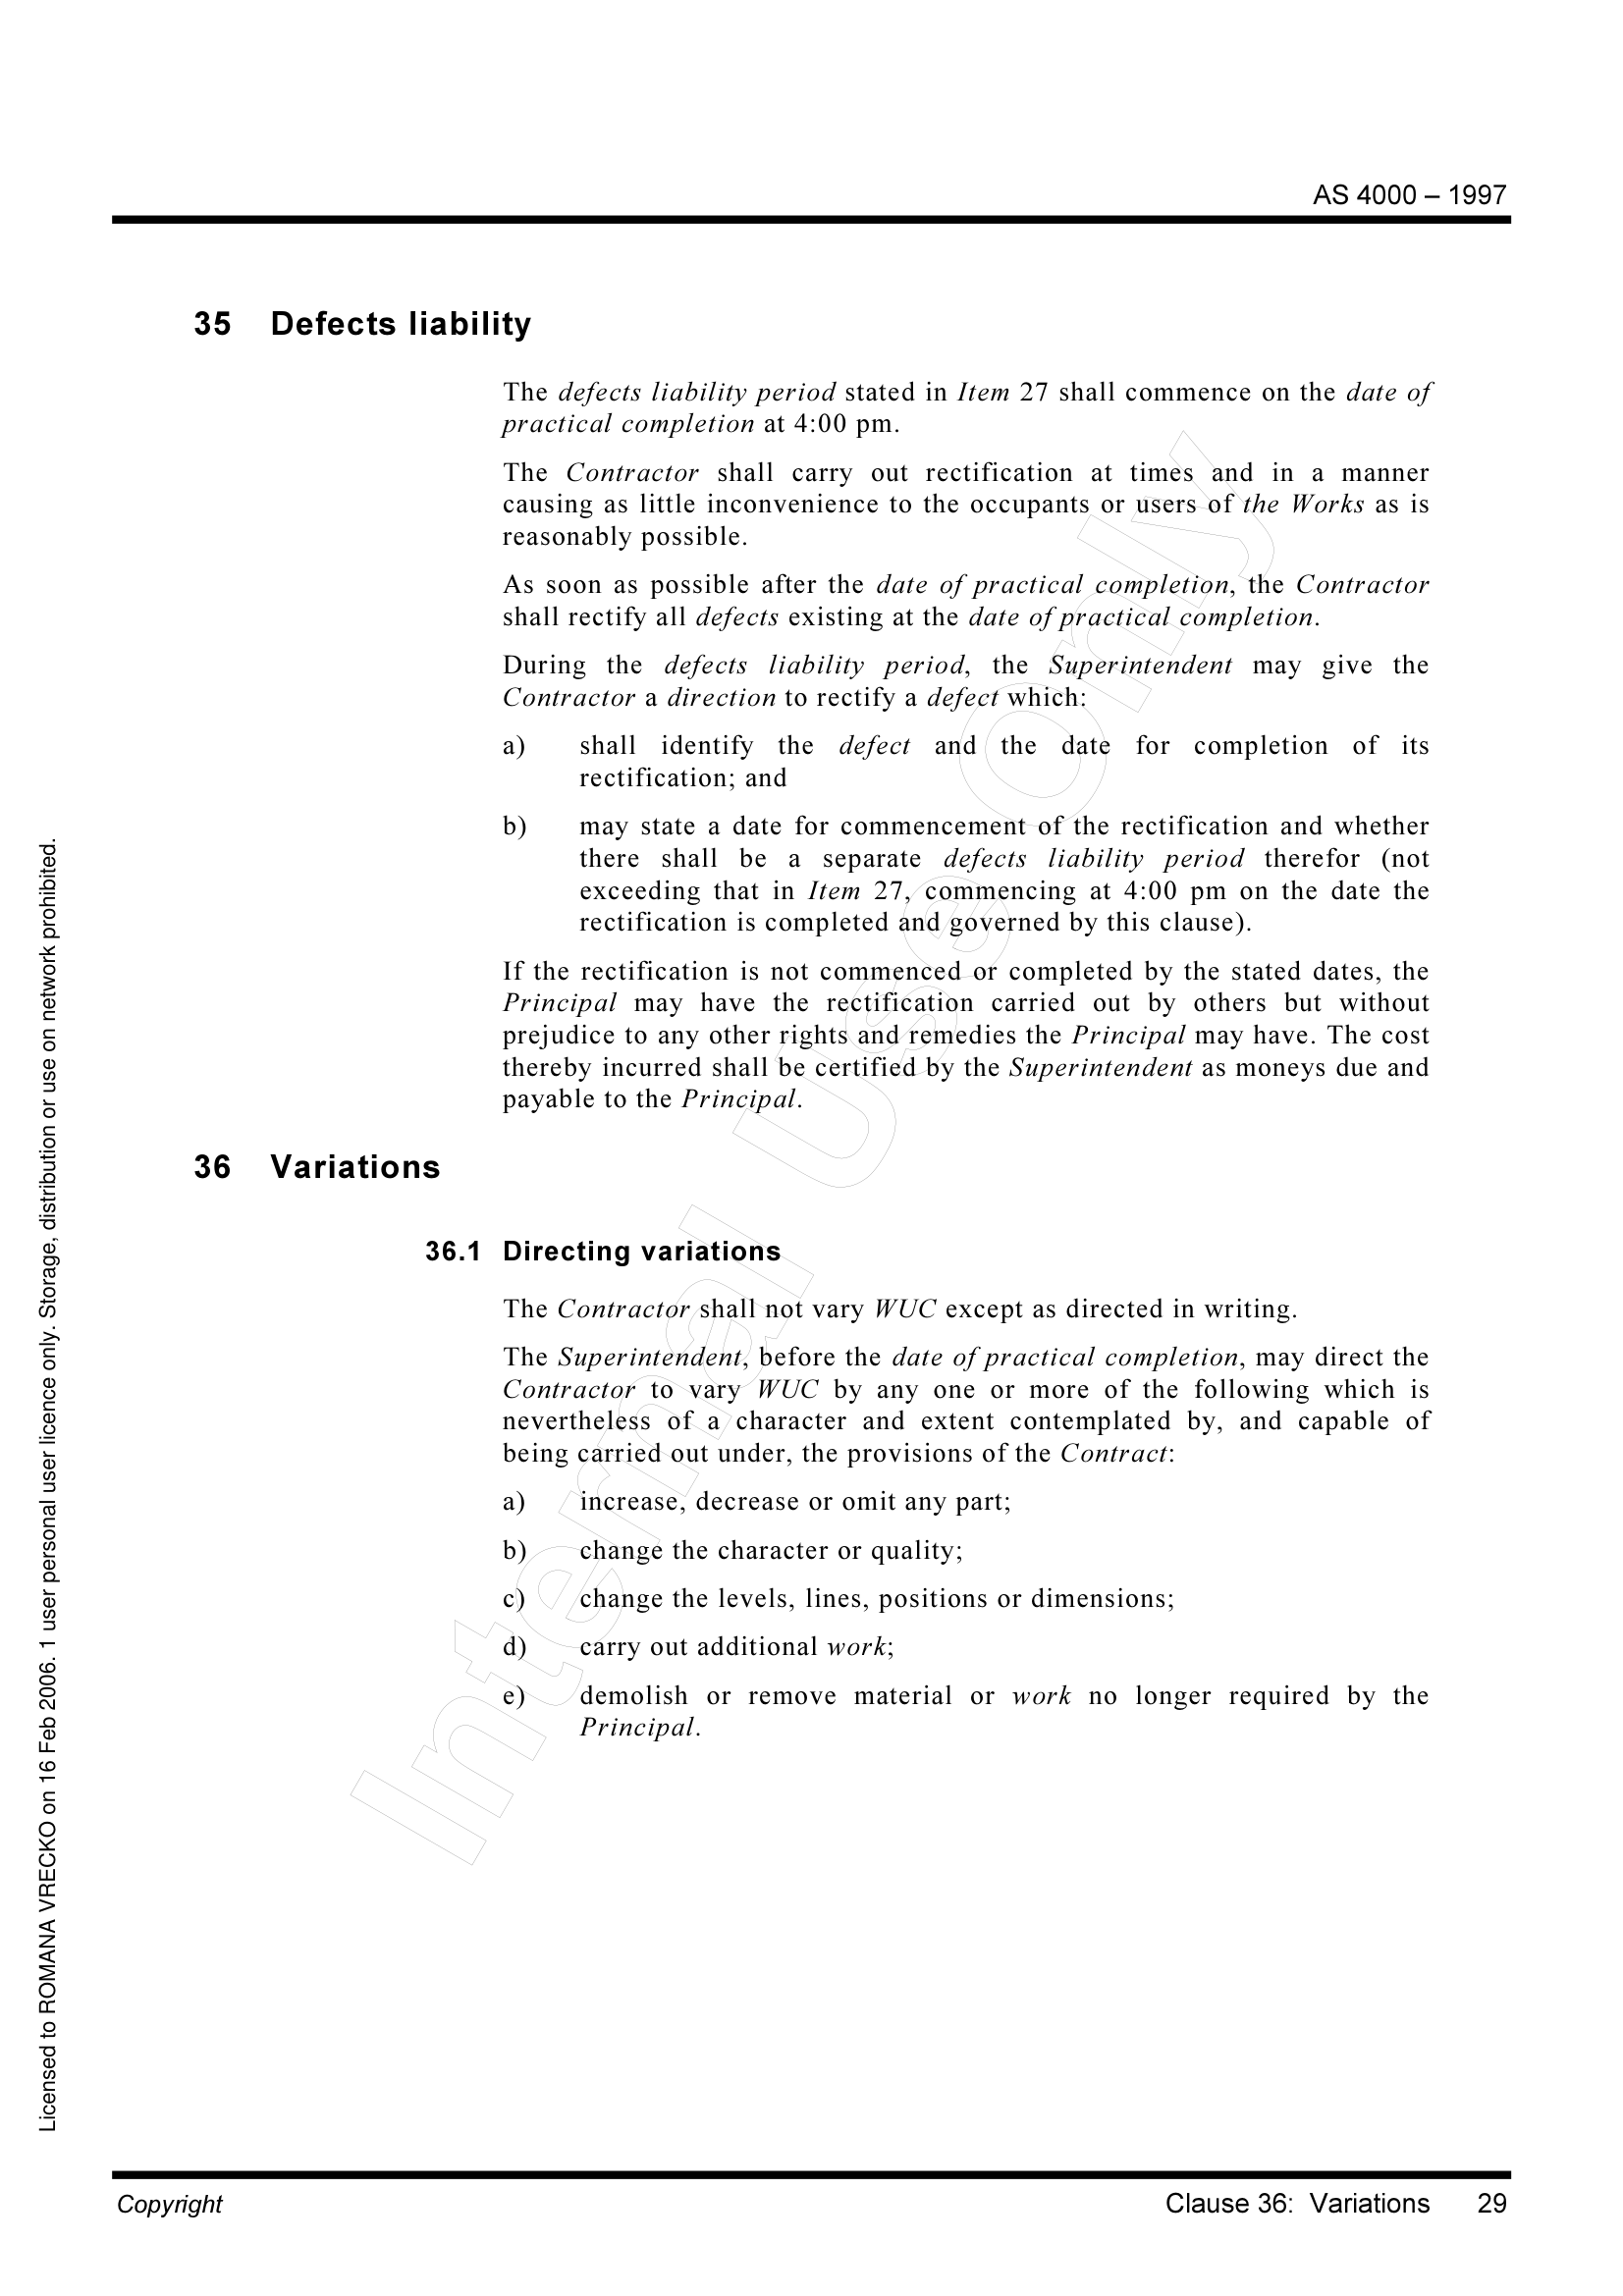 AS 4000 – 1997
35 Defects liability
The defects liability period stated in Item 27 shall commence on the date of
practical completion at 4:00 pm.
The Contractor shall carry out rectification at times and in a manner
causing as little inconvenience to the occupants or users of the Works as is
reasonably possible.
As soon as possible after the date of practical completion, the Contractor
shall rectify all defects existing at the date of practical completion.
During the defects liability period, the Superintendent may give the
Contractor a direction to rectify a defect which:
a) shall identify the defect and the date for completion of its
rectification; and
b) may state a date for commencement of the rectification and whether
there shall be a separate defects liability period therefor (not
exceeding that in Item 27, commencing at 4:00 pm on the date the
rectification is completed and governed by this clause).
If the rectification is not commenced or completed by the stated dates, the
Principal may have the rectification carried out by others but without
prejudice to any other rights and remedies the Principal may have. The cost
thereby incurred shall be certified by the Superintendent as moneys due and
payable to the Principal.
36 Variations
36.1 Directing variations
The Contractor shall not vary WUC except as directed in writing.
The Superintendent, before the date of practical completion, may direct the
Contractor to vary WUC by any one or more of the following which is
nevertheless of a character and extent contemplated by, and capable of
being carried out under, the provisions of the Contract:
a) increase, decrease or omit any part;
b) change the character or quality;
c) change the levels, lines, positions or dimensions;
d) carry out additional work;
e) demolish or remove material or work no longer required by the
Principal.
Copyright Clause 36: Variations 29
Licensed to ROMANA VRECKO on 16 Feb 2006. 1 user personal user licence only. Storage, distribution or use on network prohibited.
Internal Use Only